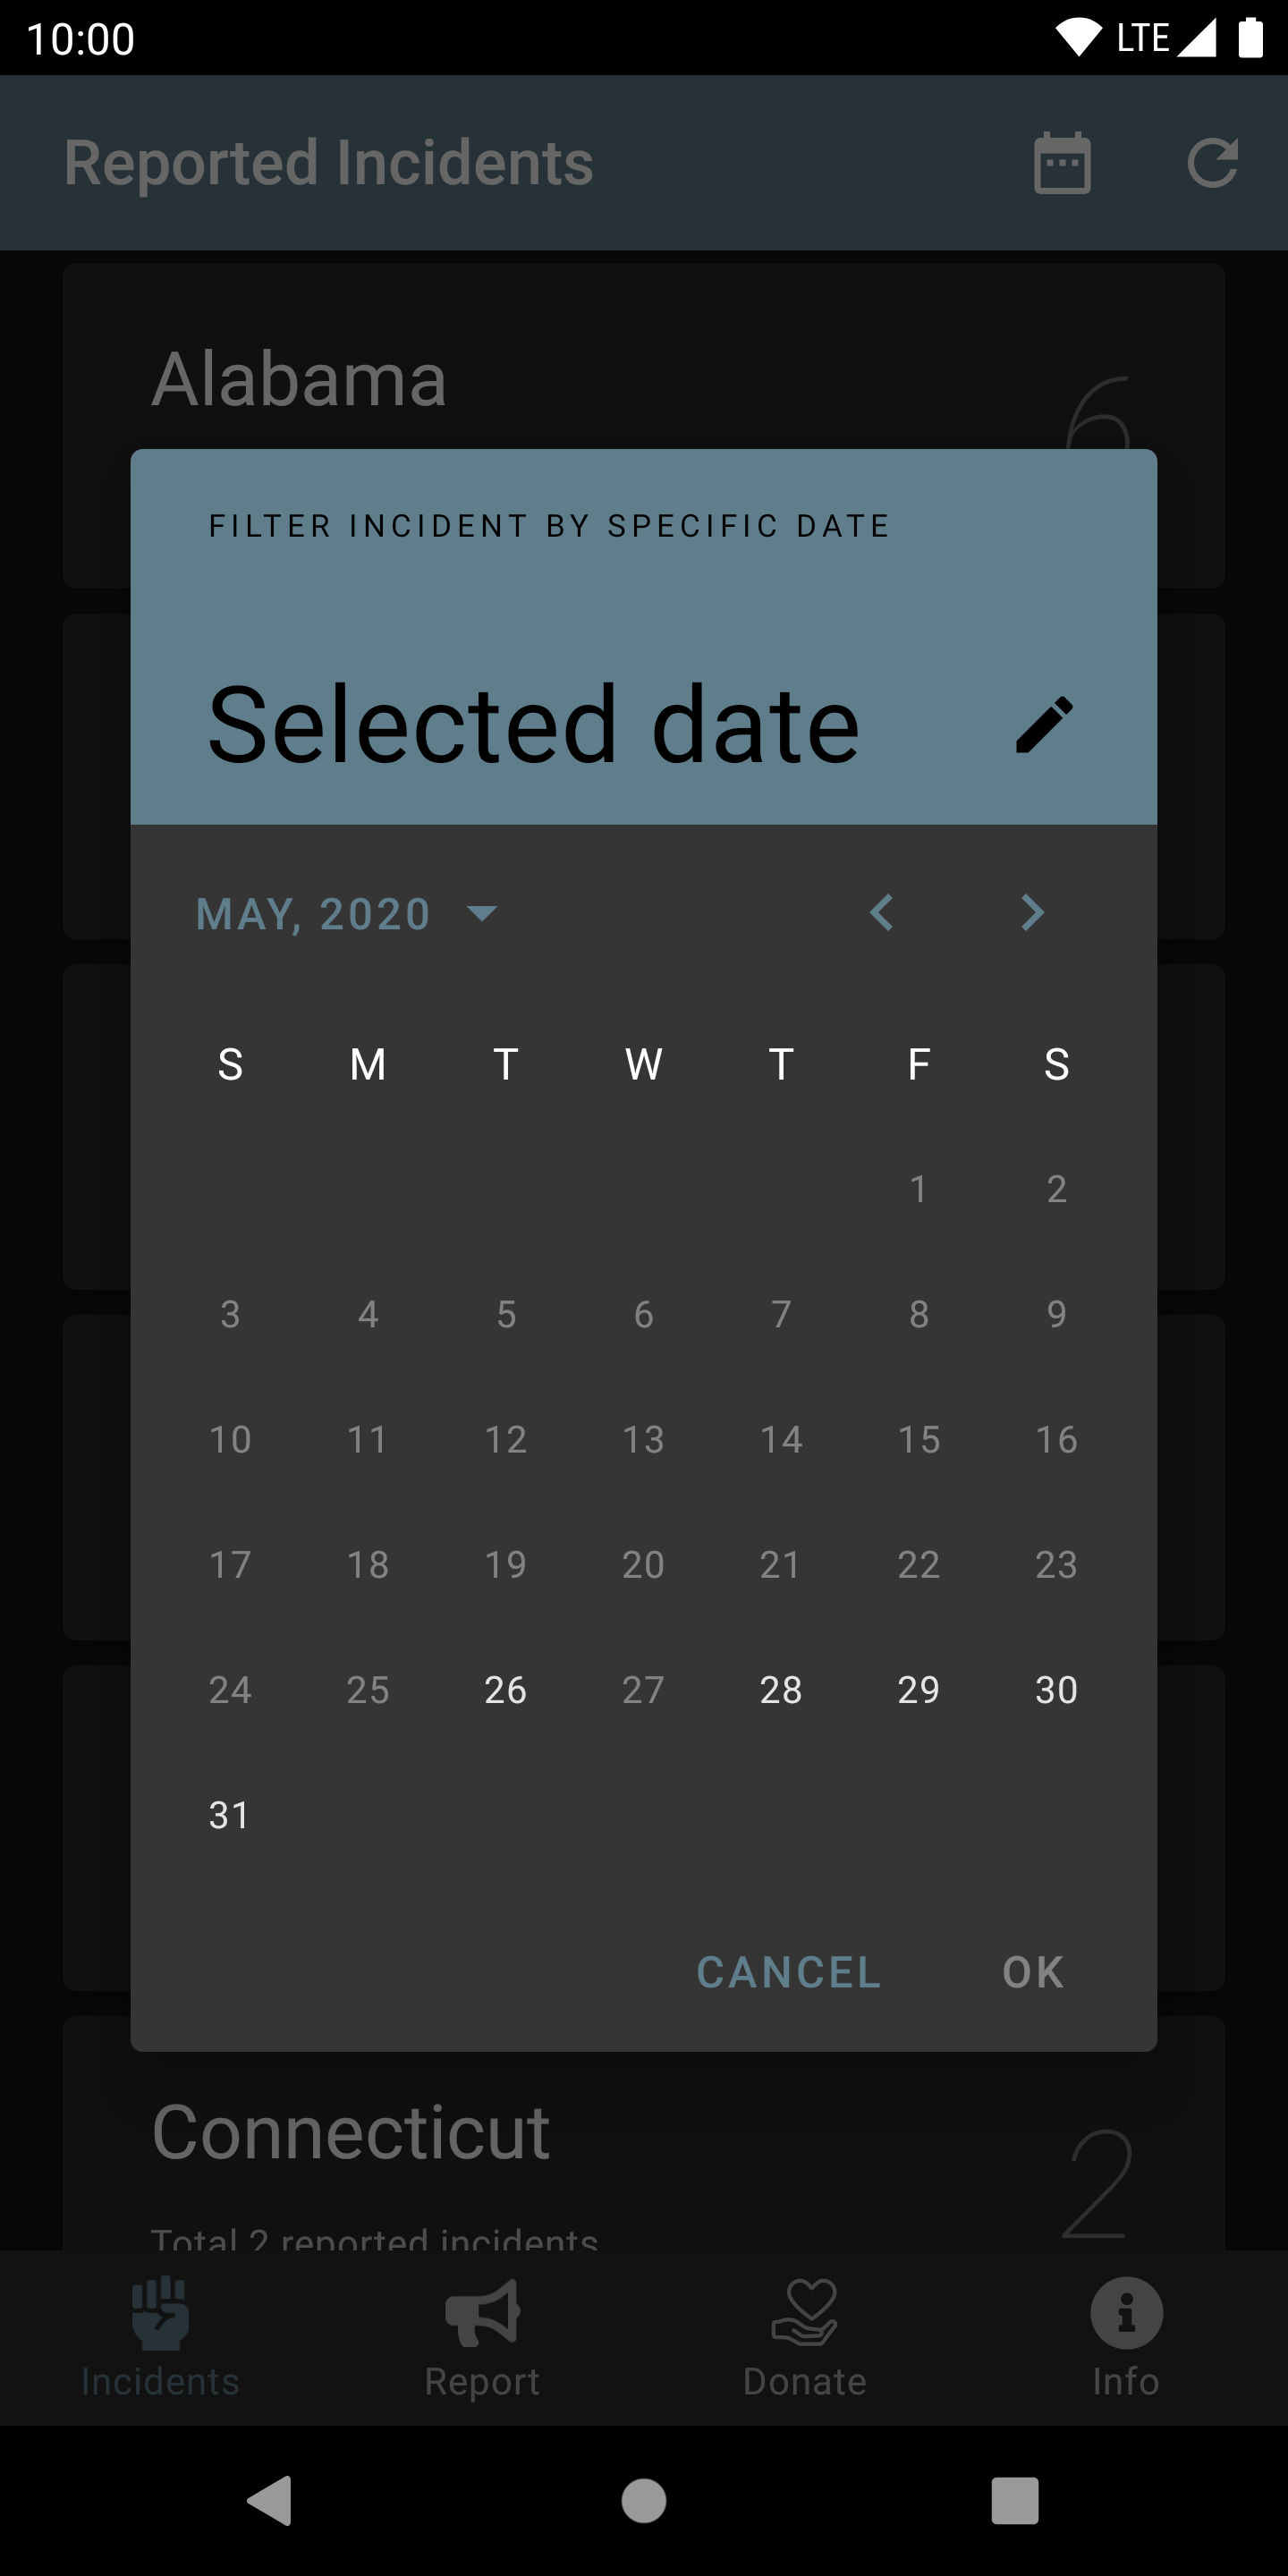 10:00 LTE
Reported Incidents
Alabama
6
FILTER INCIDENT BY SPECIFIC DATE
Selected date
MAY, 2020
S M T W T F S
1 2
3 4 5 6 7 8 9
10 11 12 13 14 15 16
17 18 19 20 21 22 23
24 25 26 27 28 29 30
31
CANCEL OK
Connecticut
2
Total 2 reported incidents
Incidents Report Donate Info